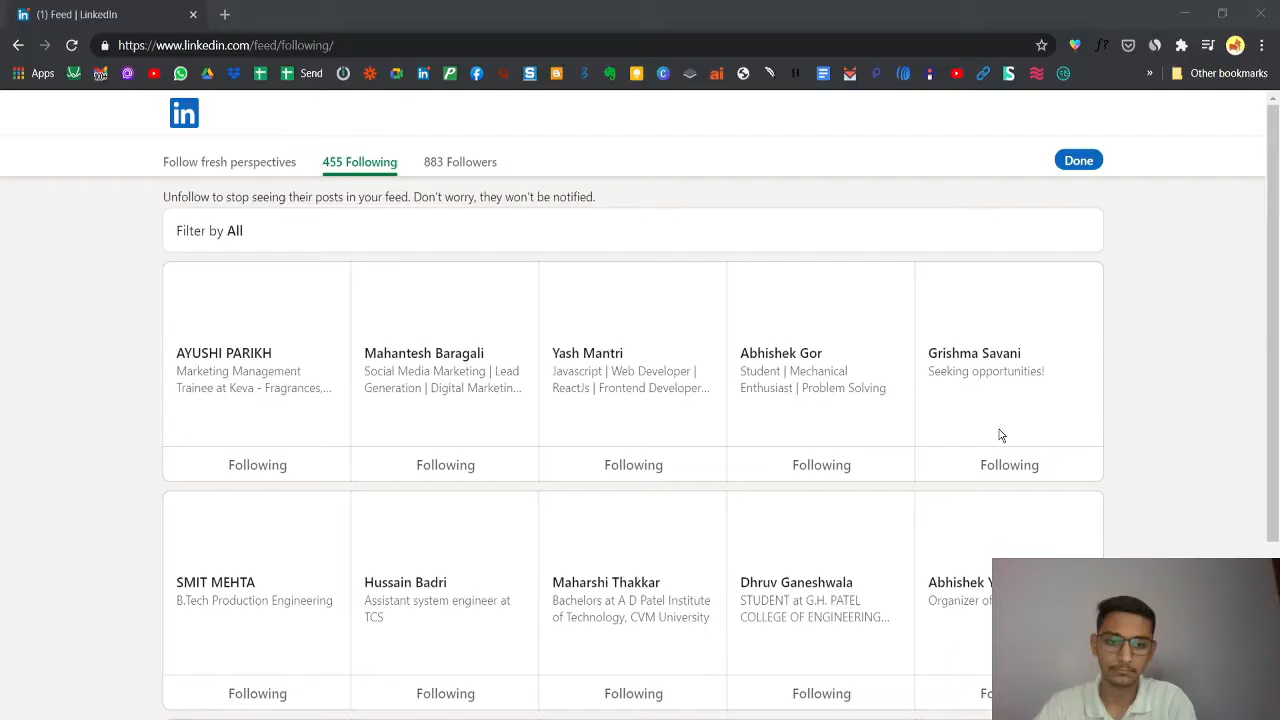 (1) Feed | LinkedIn
https://www.linkedin.com/feed/following/
Apps
Send
Other bookmarks
in
Follow fresh perspectives
455 Following
883 Followers
Done
Unfollow to stop seeing their posts in your feed. Don't worry, they won't be notified.
Filter by All
AYUSHI PARIKH
Marketing Management
Trainee at Keva - Fragrances,...
Following
Mahantesh Baragali
Social Media Marketing | Lead
Generation | Digital Marketin...
Following
Yash Mantri
Javascript | Web Developer |
ReactJs | Frontend Developer...
Following
Abhishek Gor
Student | Mechanical
Enthusiast | Problem Solving
Following
Grishma Savani
Seeking opportunities!
Following
SMIT MEHTA
B.Tech Production Engineering
Following
Hussain Badri
Assistant system engineer at
TCS
Following
Maharshi Thakkar
Bachelors at A D Patel Institute
of Technology, CVM University
Following
Dhruv Ganeshwala
STUDENT at G.H. PATEL
COLLEGE OF ENGINEERING...
Following
Abhishek Y
Organizer of